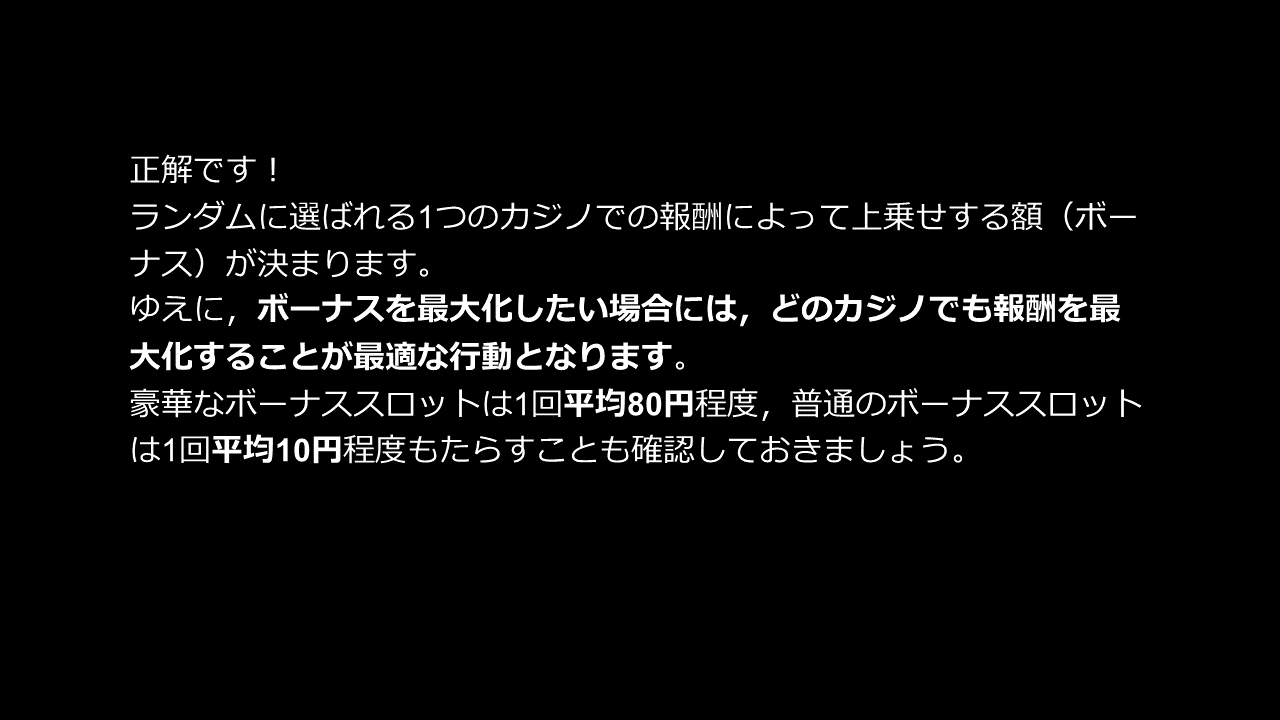 正解です！
ランダムに選ばれる1つのカジノでの報酬によって上乗せする額（ボー
ナス）が決まります。
ゆえに，ボーナスを最大化したい場合には，どのカジノでも報酬を最
大化することが最適な行動となります。
豪華なボーナススロットは1回平均80円程度，普通のボーナススロット
は1回平均10円程度もたらすことも確認しておきましょう。